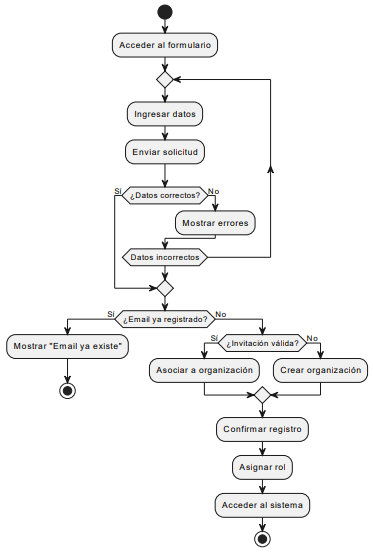 Acceder al formulario
Ingresar datos
Enviar solicitud
Sí
¿Datos correctos?
No
Mostrar errores
Datos incorrectos
Sí
¿Email ya registrado?
No
Mostrar "Email ya existe"
Sí
¿Invitación válida?
No
Asociar a organización
Crear organización
Confirmar registro
Asignar rol
Acceder al sistema